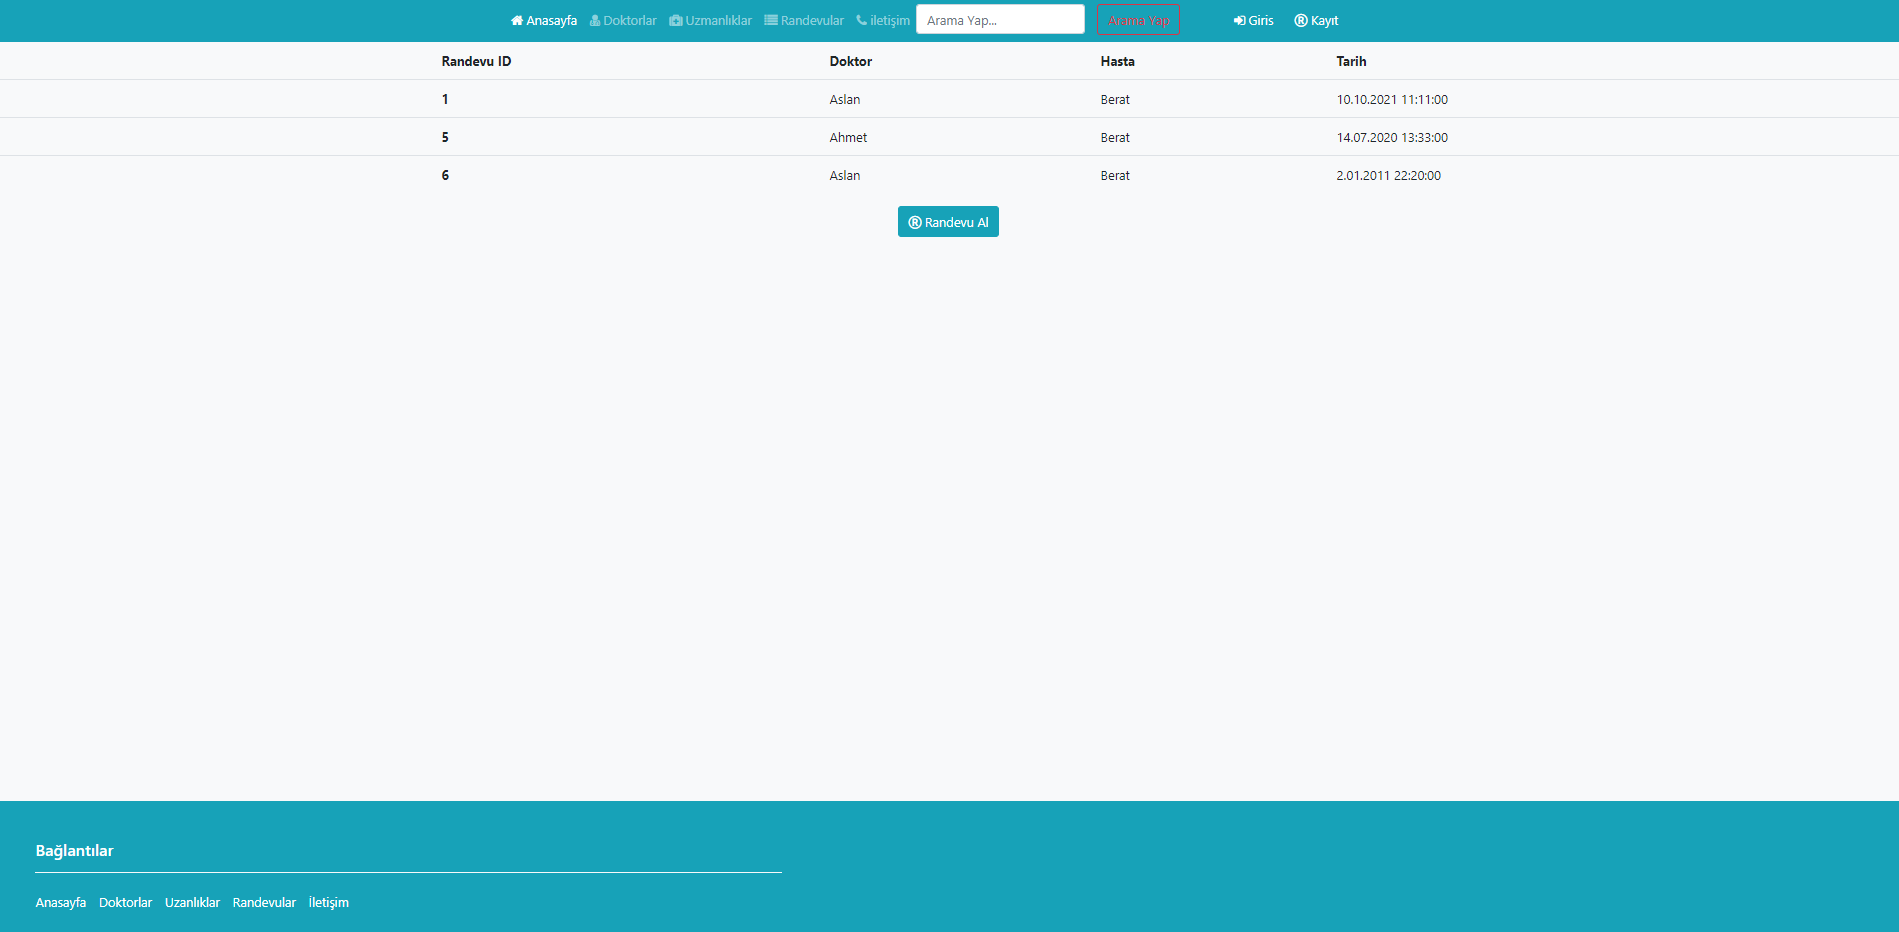 Anasayfa Doktorlar Uzmanlıklar Randevular iletişim Arama Yap... Arama Yap Giris Kayıt
Randevu ID Doktor Hasta Tarih
1 Aslan Berat 10.10.2021 11:11:00
5 Ahmet Berat 14.07.2020 13:33:00
6 Aslan Berat 2.01.2011 22:20:00
Randevu Al
Bağlantılar
Anasayfa Doktorlar Uzanlıklar Randevular İletişim